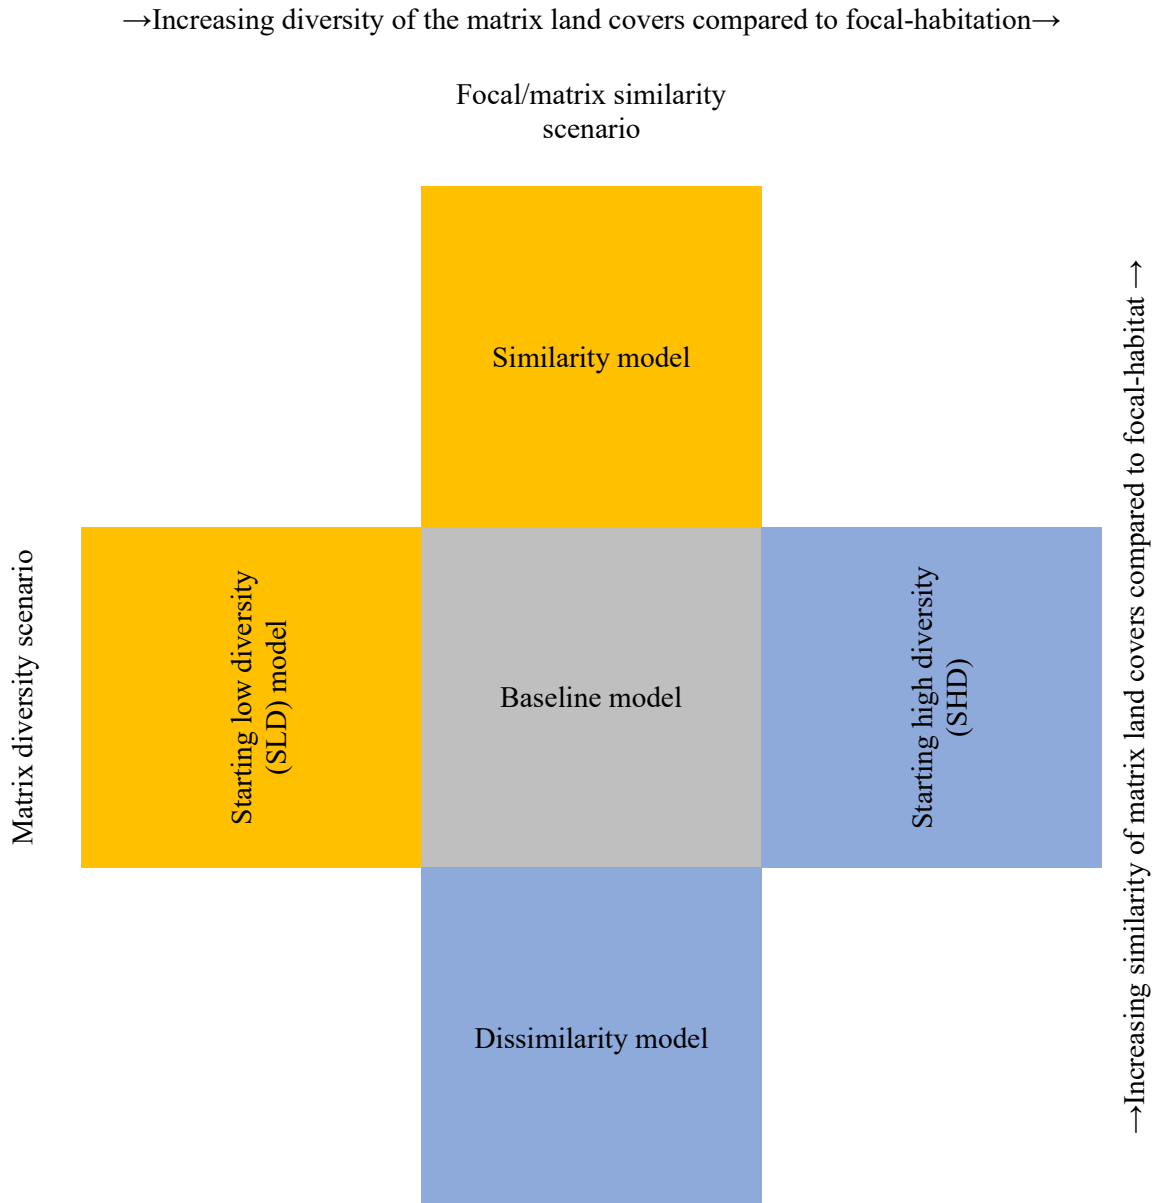 →Increasing diversity of the matrix land covers compared to focal-habitation→
Focal/matrix similarity
scenario
Similarity model
→Increasing similarity of matrix land covers compared to focal-habitat →
Matrix diversity scenario
Starting low diversity
(SLD) model
Baseline model
Starting high diversity
(SHD)
Dissimilarity model